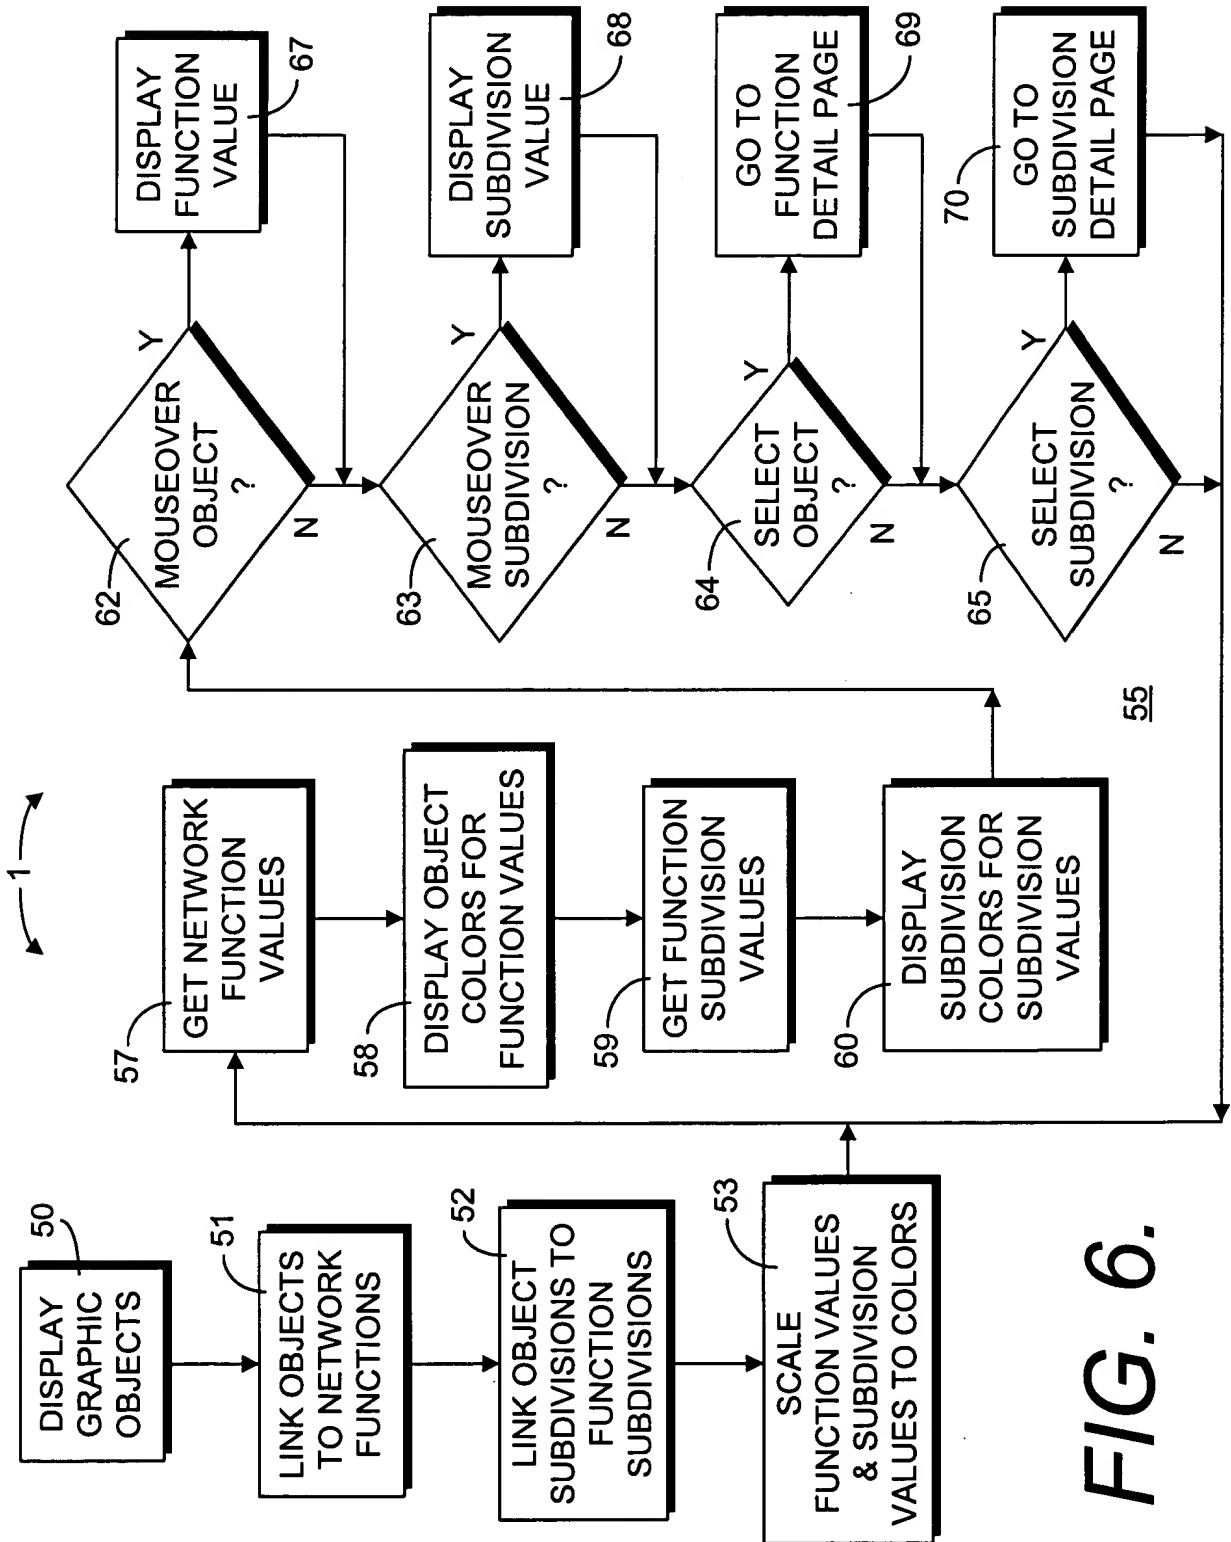 1
50
DISPLAY
GRAPHIC
OBJECTS
51
LINK OBJECTS
TO NETWORK
FUNCTIONS
52
LINK OBJECT
SUBDIVISIONS TO
FUNCTION
SUBDIVISIONS
53
SCALE
FUNCTION VALUES
& SUBDIVISION
VALUES TO COLORS
57
GET NETWORK
FUNCTION
VALUES
58
DISPLAY OBJECT
COLORS FOR
FUNCTION VALUES
59
GET FUNCTION
SUBDIVISION
VALUES
60
DISPLAY
SUBDIVISION
COLORS FOR
SUBDIVISION
VALUES
62
MOUSEOVER
OBJECT
?
Y
N
67
DISPLAY
FUNCTION
VALUE
63
MOUSEOVER
SUBDIVISION
?
Y
N
68
DISPLAY
SUBDIVISION
VALUE
64
SELECT
OBJECT
?
Y
N
69
GO TO
FUNCTION
DETAIL PAGE
65
SELECT
SUBDIVISION
?
Y
N
70
GO TO
SUBDIVISION
DETAIL PAGE
55
FIG. 6.